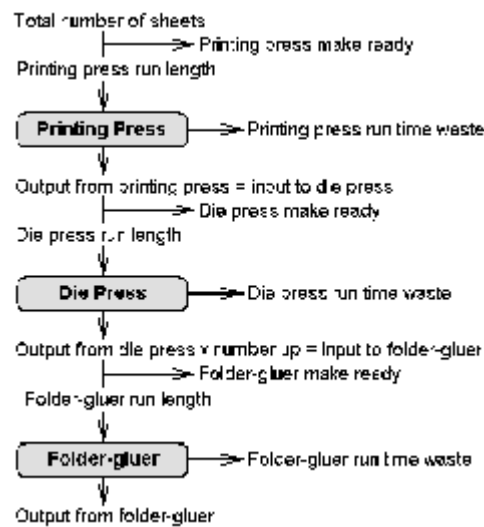 Total number of sheets
Printing press make ready
Printing press run length
Printing Press
Printing press run time waste
Output from printing press = input to die press
Die press make ready
Die press run length
Die Press
Die press run time waste
Output from die press x number up = Input to folder-gluer
Folder-gluer make ready
Folder-gluer run length
Folder-gluer
Folder-gluer run time waste
Output from folder-gluer